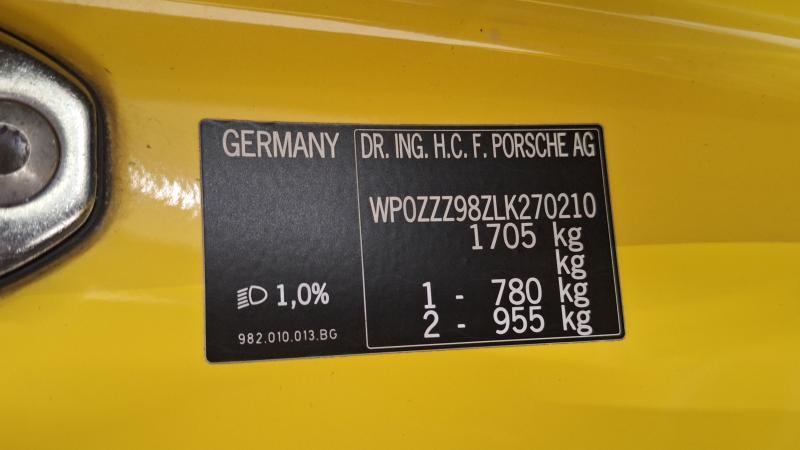 GERMANY
DR. ING. H.C. F. PORSCHE AG
WP0ZZZ98ZLK270210
1705 kg
kg
1 - 780 kg
2 - 955 kg
1,0%
982.010.013.BG